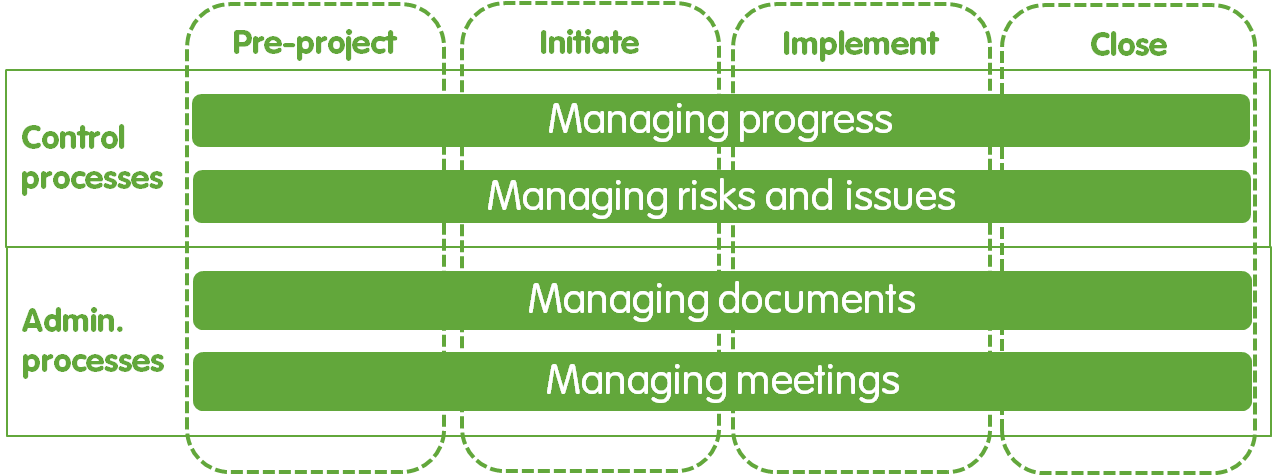 Pre-project
Initiate
Implement
Close
Control
processes
Managing progress
Managing risks and issues
Admin.
processes
Managing documents
Managing meetings